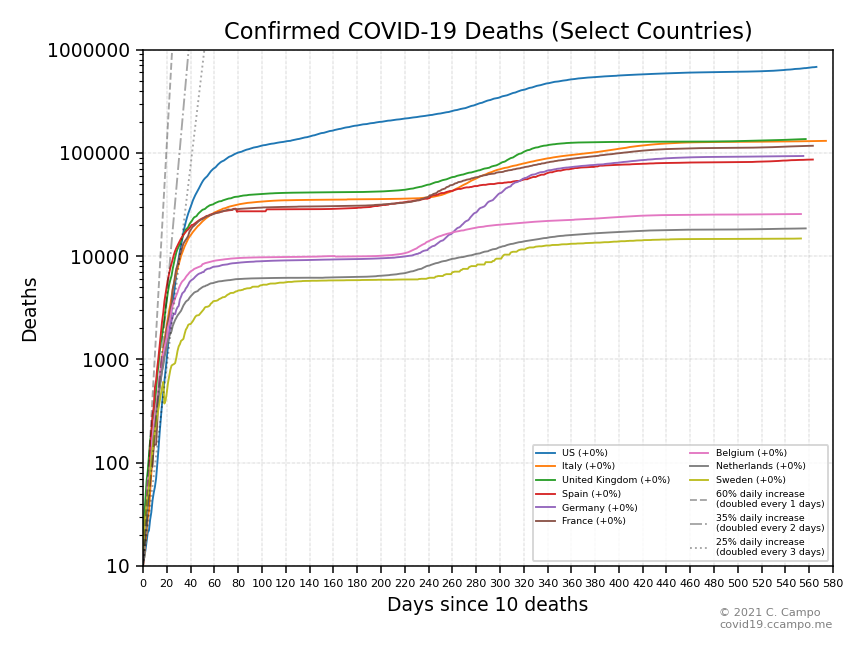 Confirmed COVID-19 Deaths (Select Countries)
1000000
100000
10000
1000
100
10
Deaths
US (+0%)
Italy (+0%)
United Kingdom (+0%)
Spain (+0%)
Germany (+0%)
France (+0%)
Belgium (+0%)
Netherlands (+0%)
Sweden (+0%)
60% daily increase
(doubled every 1 days)
35% daily increase
(doubled every 2 days)
25% daily increase
(doubled every 3 days)
0 20 40 60 80 100 120 140 160 180 200 220 240 260 280 300 320 340 360 380 400 420 440 460 480 500 520 540 560 580
Days since 10 deaths
© 2021 C. Campo
covid19.ccampo.me